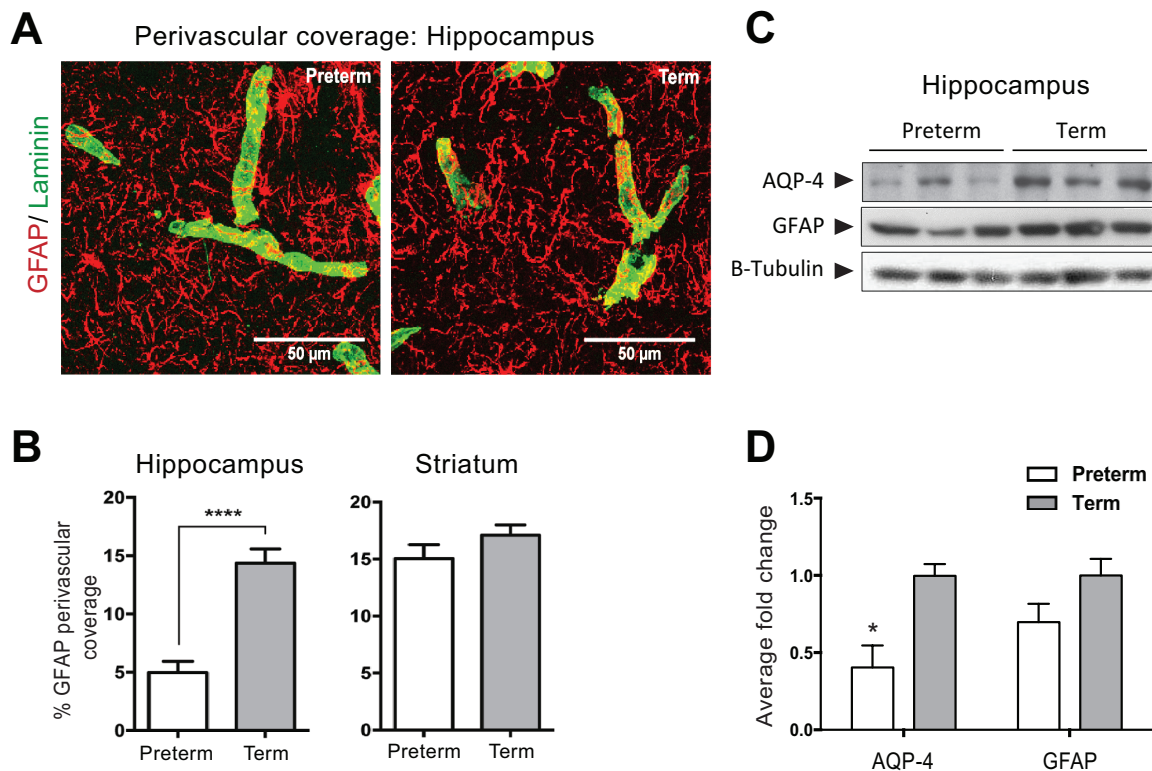 A
Perivascular coverage: Hippocampus
GFAP/ Laminin
Preterm
50 µm
Term
50 µm
C
Hippocampus
Preterm Term
AQP-4
GFAP
B-Tubulin
B
Hippocampus
% GFAP perivascular
coverage
20
15
10
5
0
****
Preterm Term
Striatum
20
15
10
5
0
Preterm Term
D
Preterm
Term
Average fold change
1.5
1.0
0.5
0.0
*
AQP-4 GFAP